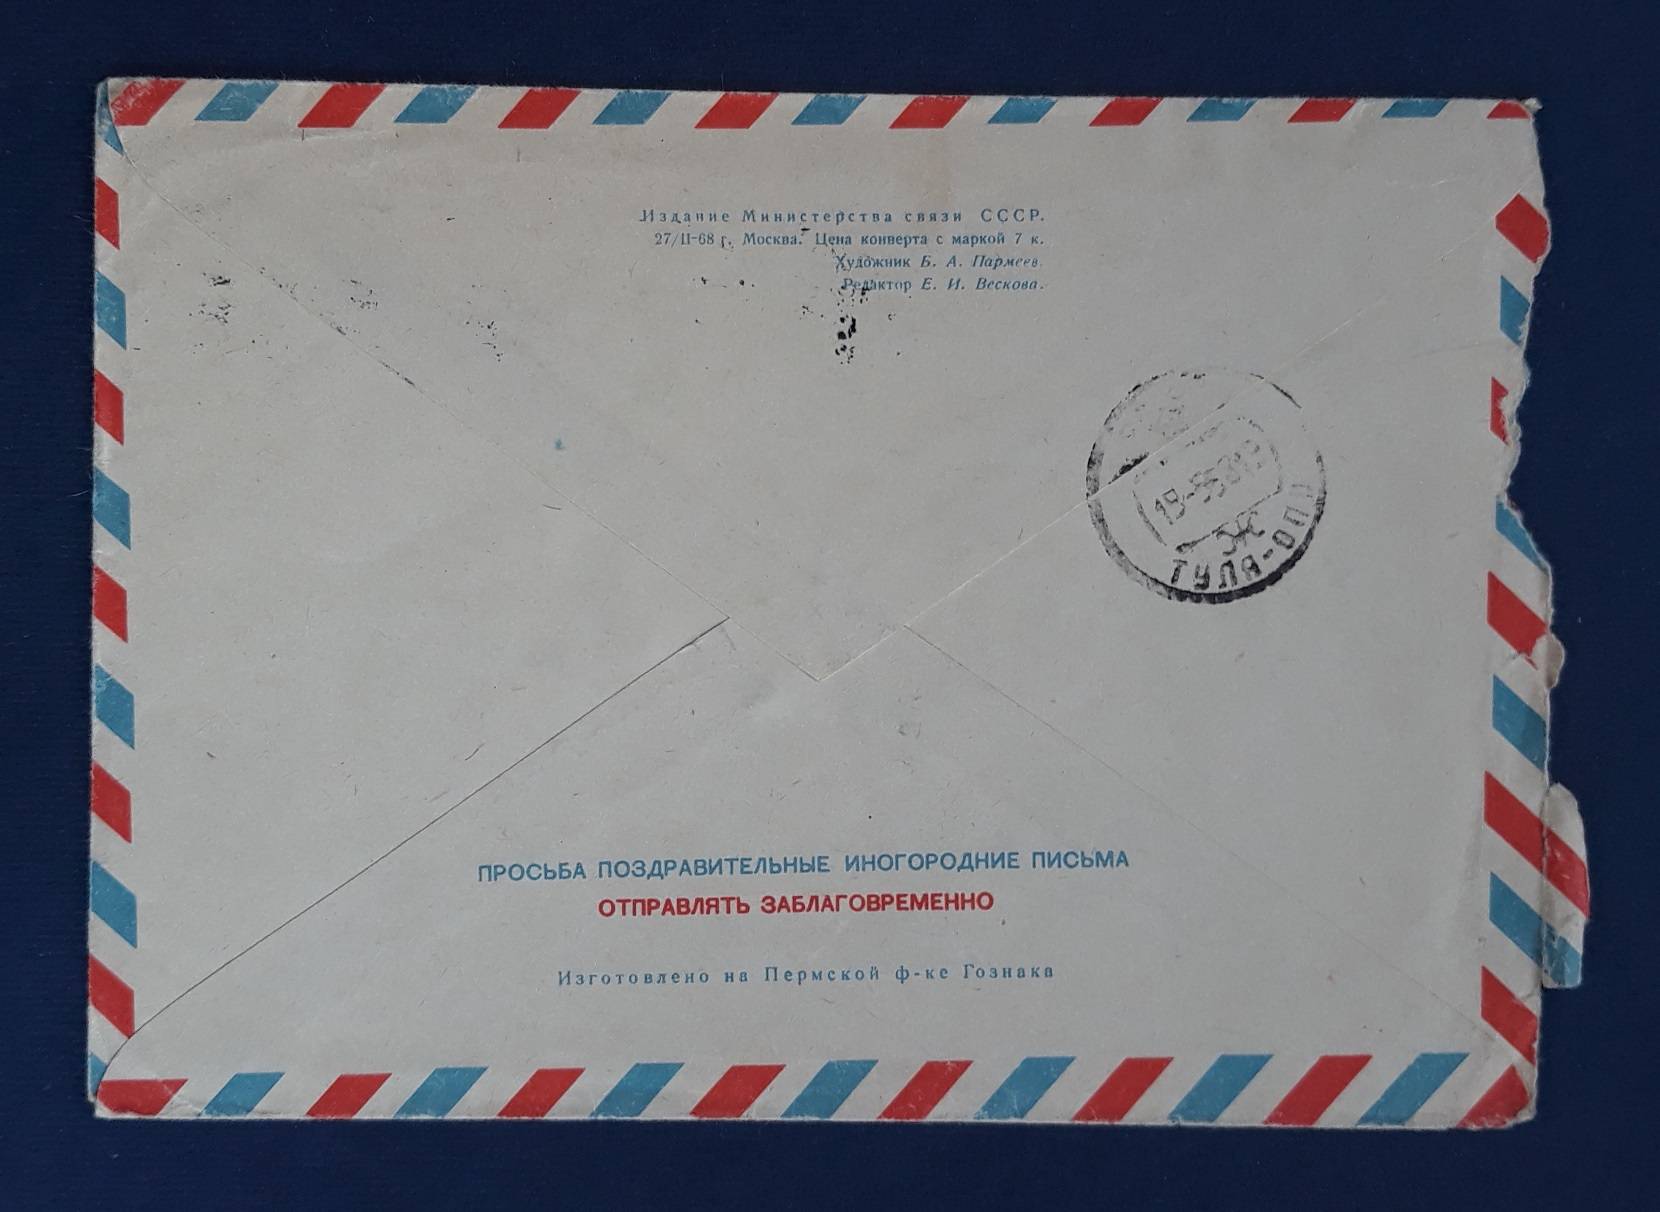 Издание Министерства связи СССР.
27/II-68 г. Москва. Цена конверта с маркой 7 к.
Художник Б. А. Пармеев.
Редактор Е. И. Вескова.
Ж
ТУЛА-ОПП
ПРОСЬБА ПОЗДРАВИТЕЛЬНЫЕ ИНОГОРОДНИЕ ПИСЬМА
ОТПРАВЛЯТЬ ЗАБЛАГОВРЕМЕННО
Изготовлено на Пермской ф-ке Гознака